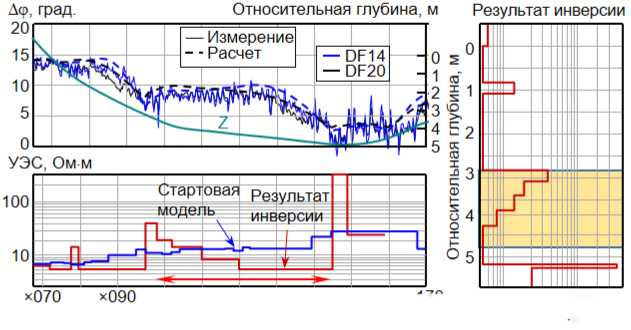 Δφ, град.
Относительная глубина, м
20
15
10
5
0
Измерение
Расчет
DF14
DF20
Z
0
1
2
3
4
5
УЭС, Ом·м
100
10
Стартовая
модель
Результат
инверсии
×070
×090
Результат инверсии
Относительная глубина, м
0
1
3
4
5